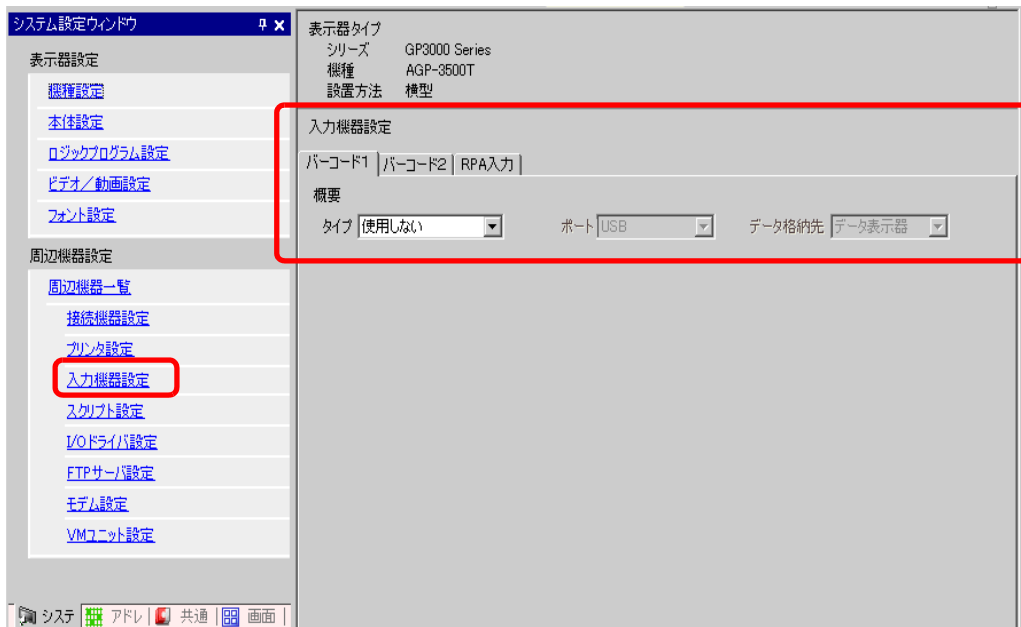 システム設定ウィンドウ
表示器設定
機種設定
本体設定
ロジックプログラム設定
ビデオ／動画設定
フォント設定
周辺機器設定
周辺機器一覧
接続機器設定
プリンタ設定
入力機器設定
スクリプト設定
I/Oドライバ設定
FTPサーバ設定
モデム設定
VMユニット設定
システ アドレ 共通 画面
表示器タイプ
シリーズ GP3000 Series
機種 AGP-3500T
設置方法 横型
入力機器設定
バーコード1 バーコード2 RPA入力
概要
タイプ 使用しない ポート USB データ格納先 データ表示器